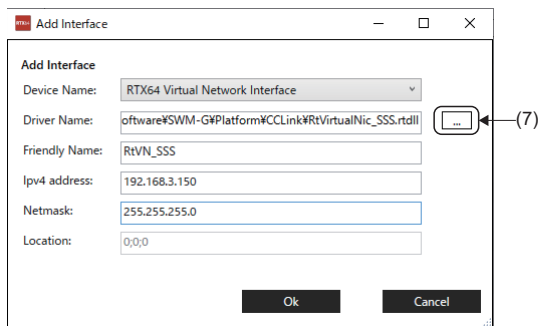 RTX64 Add Interface
Add Interface
Device Name: RTX64 Virtual Network Interface
Driver Name: oftware¥SWM-G¥Platform¥CCLink¥RtVirtualNic_SSS.rtdll ... (7)
Friendly Name: RtVN_SSS
Ipv4 address: 192.168.3.150
Netmask: 255.255.255.0
Location: 0;0;0
Ok Cancel